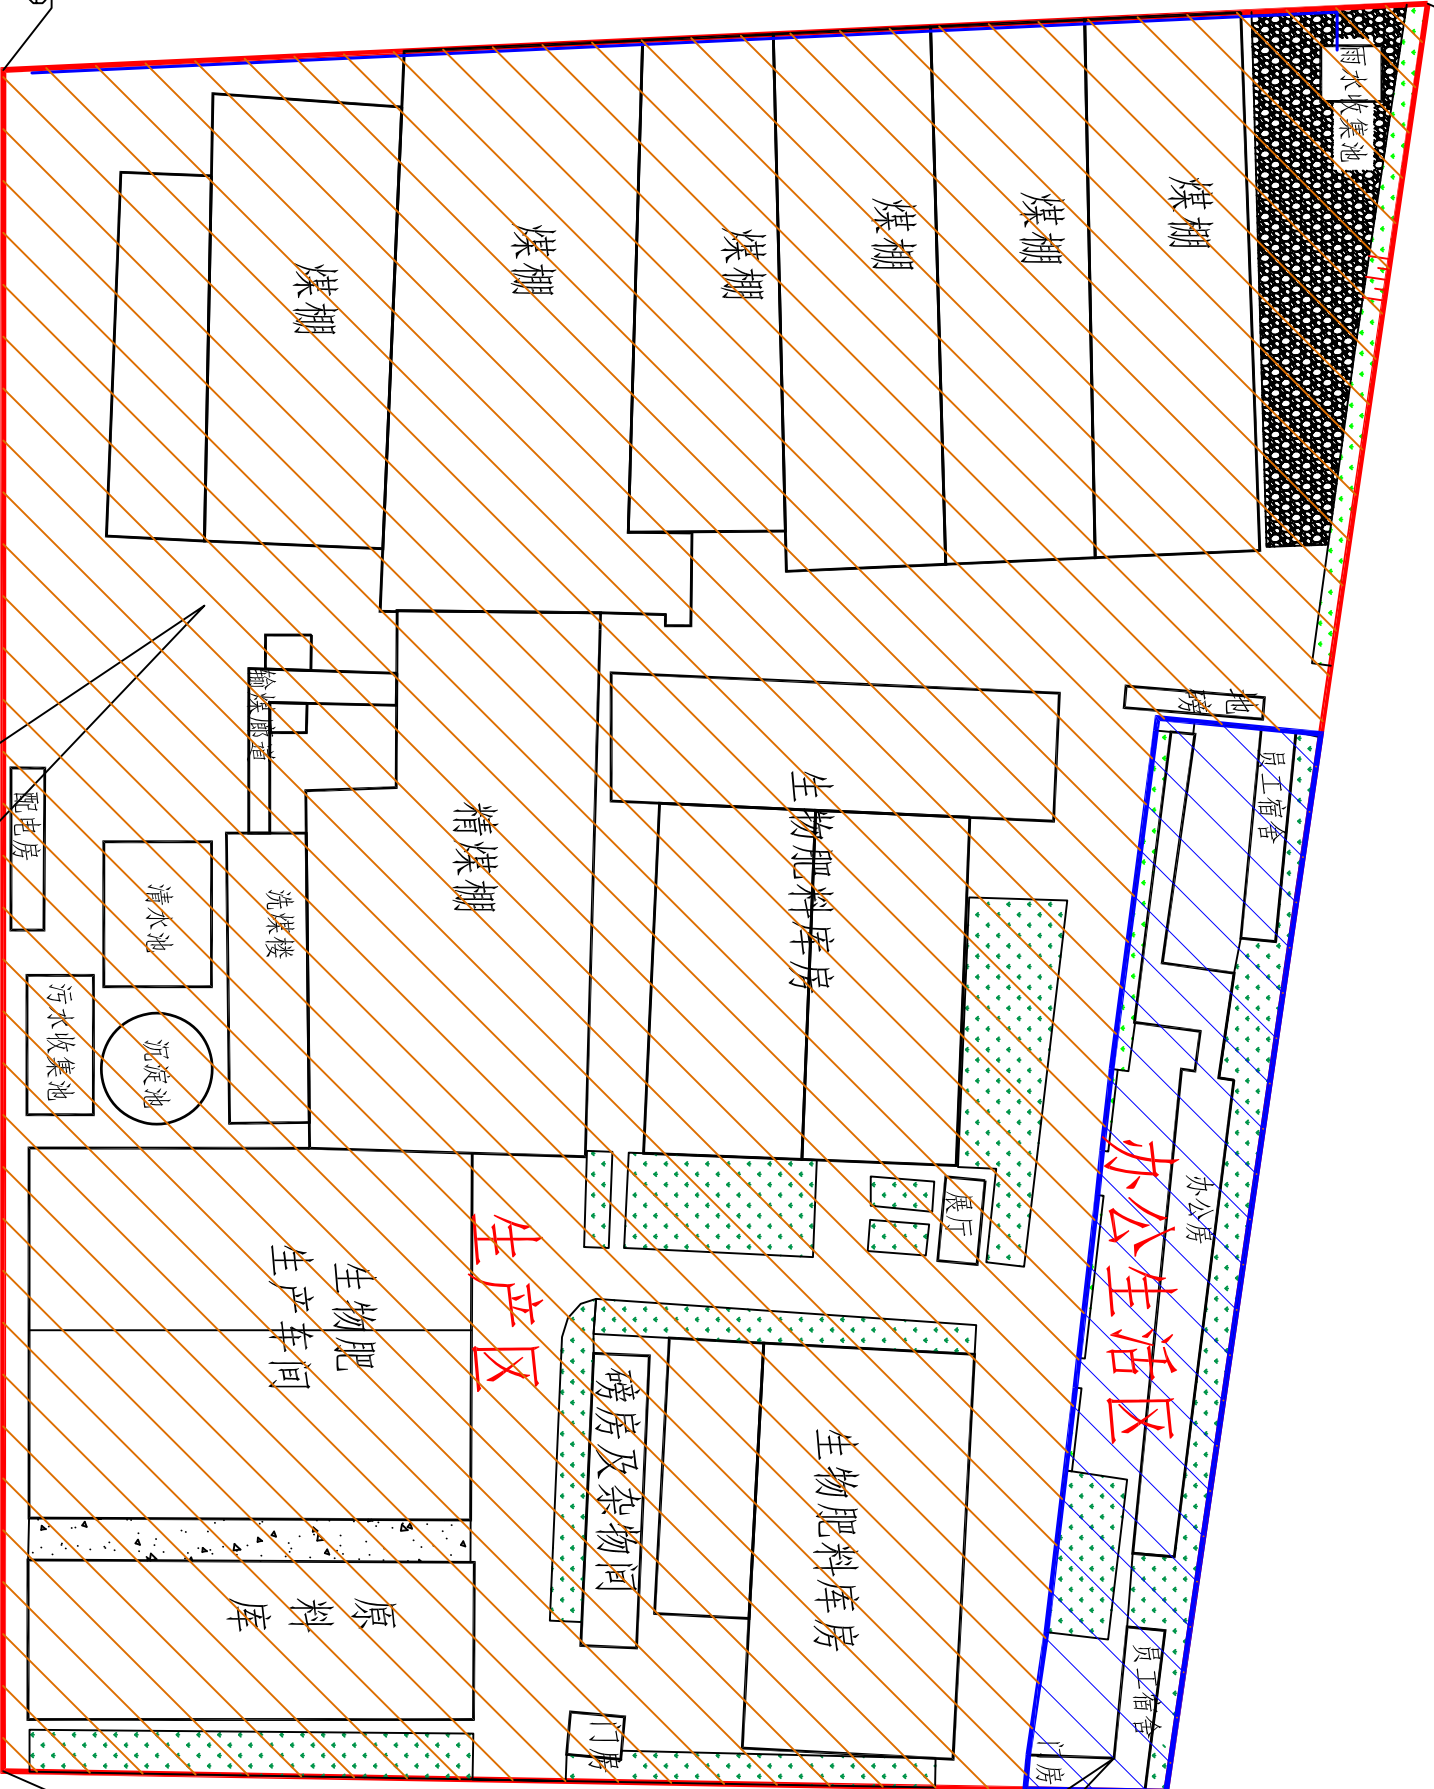 雨水收集池
煤棚
煤棚
煤棚
煤棚
煤棚
煤棚
地磅
输煤廊道
员工宿舍
配电房
精煤棚
生物肥料库房
清水池
洗煤楼
污水收集池
沉淀池
办公生活区
办公房
展厅
生产区
生物肥
生产车间
磅房及杂物间
生物肥料库房
原料库
员工宿舍
门房
门房